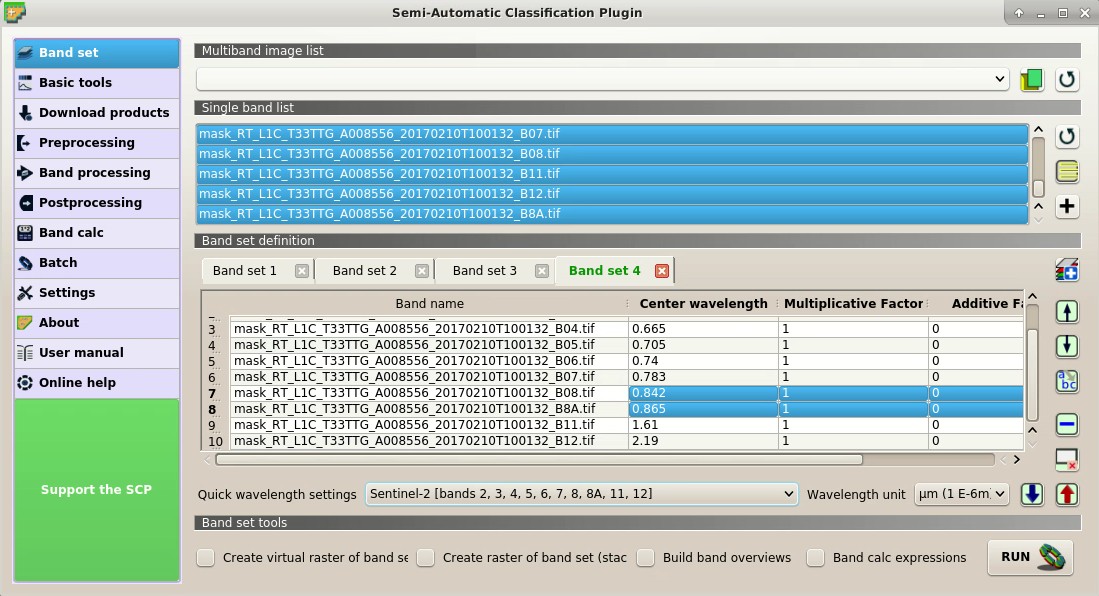 Semi-Automatic Classification Plugin
Band set
Basic tools
Download products
Preprocessing
Band processing
Postprocessing
Band calc
Batch
Settings
About
User manual
Online help
Support the SCP
Multiband image list
Single band list
mask_RT_L1C_T33TTG_A008556_20170210T100132_B07.tif
mask_RT_L1C_T33TTG_A008556_20170210T100132_B08.tif
mask_RT_L1C_T33TTG_A008556_20170210T100132_B11.tif
mask_RT_L1C_T33TTG_A008556_20170210T100132_B12.tif
mask_RT_L1C_T33TTG_A008556_20170210T100132_B8A.tif
Band set definition
Band set 1 Band set 2 Band set 3 Band set 4
Band name Center wavelength Multiplicative Factor Additive Fa
3 mask_RT_L1C_T33TTG_A008556_20170210T100132_B04.tif 0.665 1 0
4 mask_RT_L1C_T33TTG_A008556_20170210T100132_B05.tif 0.705 1 0
5 mask_RT_L1C_T33TTG_A008556_20170210T100132_B06.tif 0.74 1 0
6 mask_RT_L1C_T33TTG_A008556_20170210T100132_B07.tif 0.783 1 0
7 mask_RT_L1C_T33TTG_A008556_20170210T100132_B08.tif 0.842 1 0
8 mask_RT_L1C_T33TTG_A008556_20170210T100132_B8A.tif 0.865 1 0
9 mask_RT_L1C_T33TTG_A008556_20170210T100132_B11.tif 1.61 1 0
10 mask_RT_L1C_T33TTG_A008556_20170210T100132_B12.tif 2.19 1 0
a bc
Quick wavelength settings Sentinel-2 [bands 2, 3, 4, 5, 6, 7, 8, 8A, 11, 12] Wavelength unit µm (1 E-6m)
Band set tools
Create virtual raster of band se Create raster of band set (stac Build band overviews Band calc expressions RUN